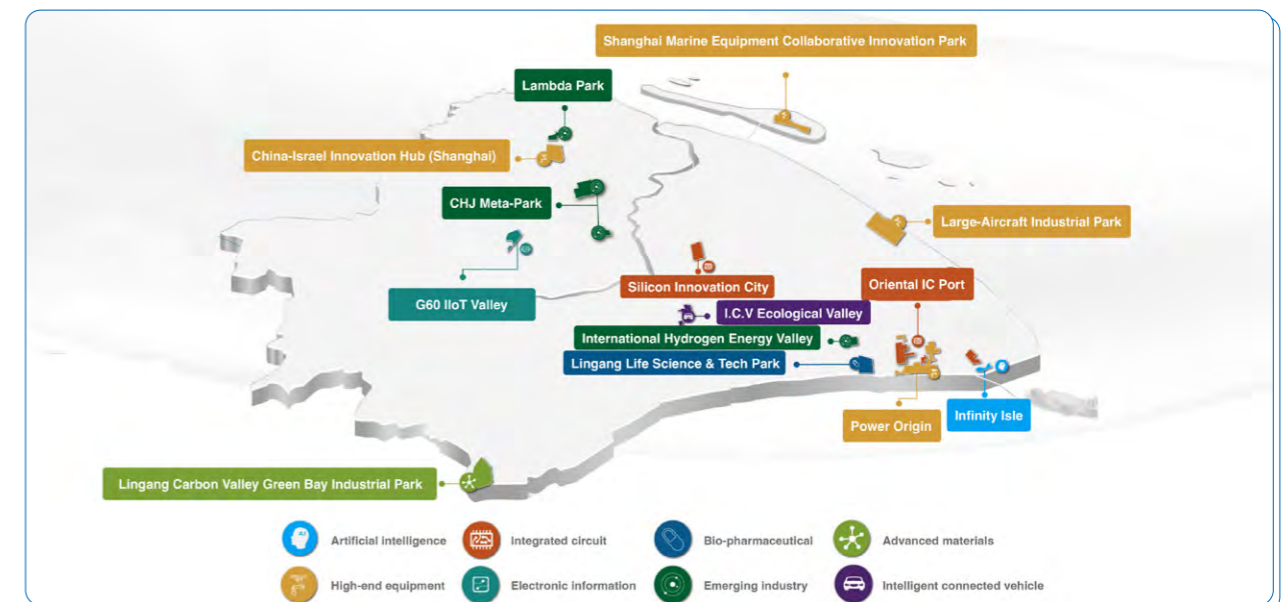 Shanghai Marine Equipment Collaborative Innovation Park
Lambda Park
China-Israel Innovation Hub (Shanghai)
CHJ Meta-Park
Large-Aircraft Industrial Park
Silicon Innovation City
Oriental IC Port
G60 IIoT Valley
I.C.V Ecological Valley
International Hydrogen Energy Valley
Lingang Life Science & Tech Park
Power Origin
Infinity Isle
Lingang Carbon Valley Green Bay Industrial Park
AI
Artificial intelligence
Integrated circuit
Bio-pharmaceutical
Advanced materials
High-end equipment
Electronic information
Emerging industry
Intelligent connected vehicle